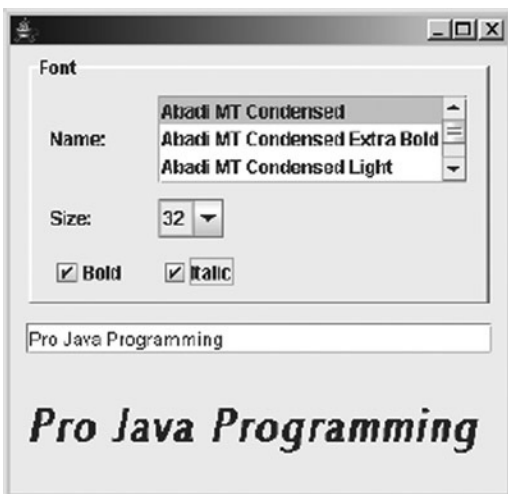 Font
Name:
Abadi MT Condensed
Abadi MT Condensed Extra Bold
Abadi MT Condensed Light
Size:
32
Bold
Italic
Pro Java Programming
Pro Java Programming